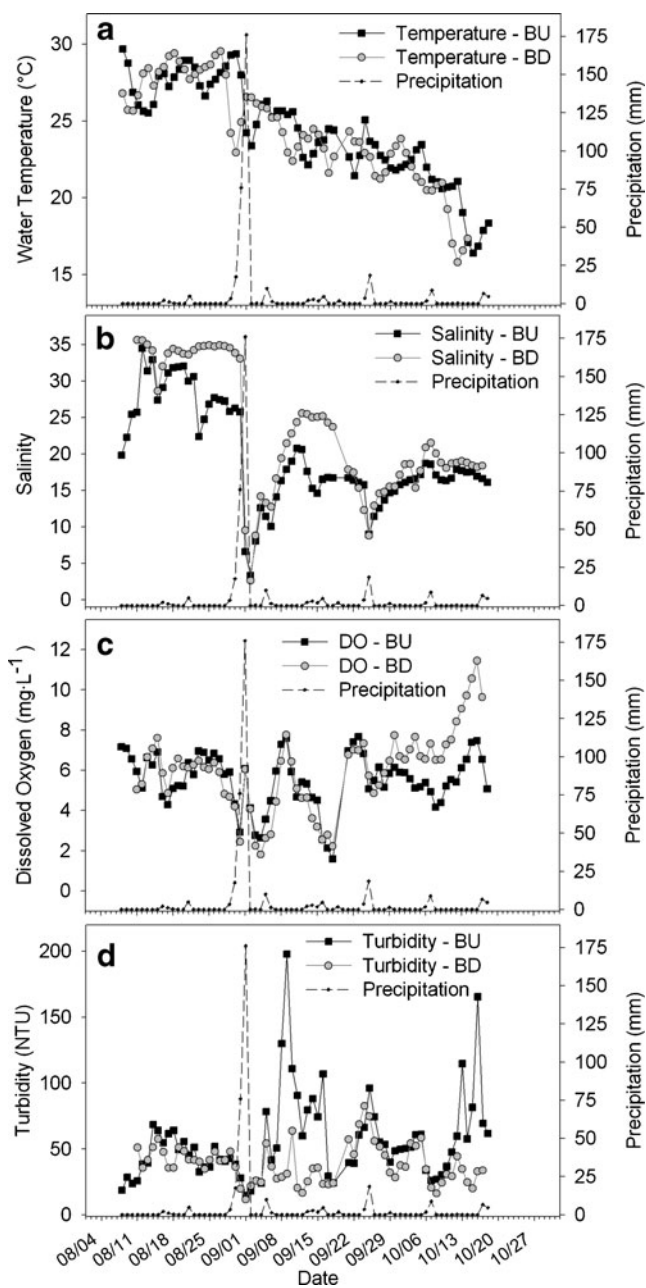 a
Temperature - BU
Temperature - BD
Precipitation
Water Temperature (°C)
30
25
20
15
Precipitation (mm)
175
150
125
100
75
50
25
0
b
Salinity - BU
Salinity - BD
Precipitation
Salinity
35
30
25
20
15
10
5
0
Precipitation (mm)
175
150
125
100
75
50
25
0
c
DO - BU
DO - BD
Precipitation
Dissolved Oxygen (mg·L-1)
12
10
8
6
4
2
0
Precipitation (mm)
175
150
125
100
75
50
25
0
d
Turbidity - BU
Turbidity - BD
Precipitation
Turbidity (NTU)
200
150
100
50
0
Precipitation (mm)
175
150
125
100
75
50
25
0
08/04 08/11 08/18 08/25 09/01 09/08 09/15 09/22 09/29 10/06 10/13 10/20 10/27
Date